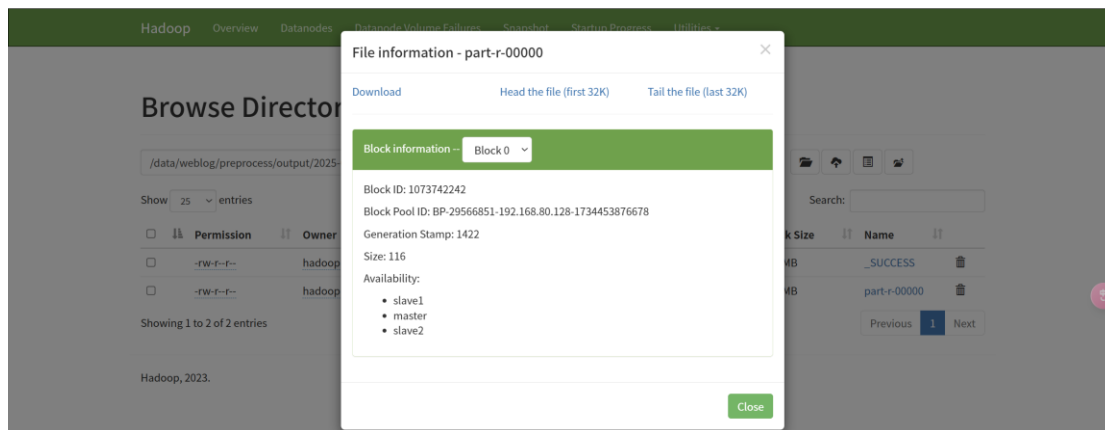 Hadoop Overview Datanodes Datanode Volume Failures Snapshot Startup Progress Utilities
File information - part-r-00000 ×
Download Head the file (first 32K) Tail the file (last 32K)
Browse Director
Block information -- Block 0
/data/weblog/preprocess/output/2025-
Block ID: 1073742242
Show 25 entries Search:
Block Pool ID: BP-29566851-192.168.80.128-1734453876678
Permission Owner k Size Name
Generation Stamp: 1422
Size: 116
-rw-r--r-- hadoop MB _SUCCESS
Availability:
-rw-r--r-- hadoop MB part-r-00000
• slave1
• master
• slave2
Showing 1 to 2 of 2 entries Previous 1 Next
Hadoop, 2023.
Close